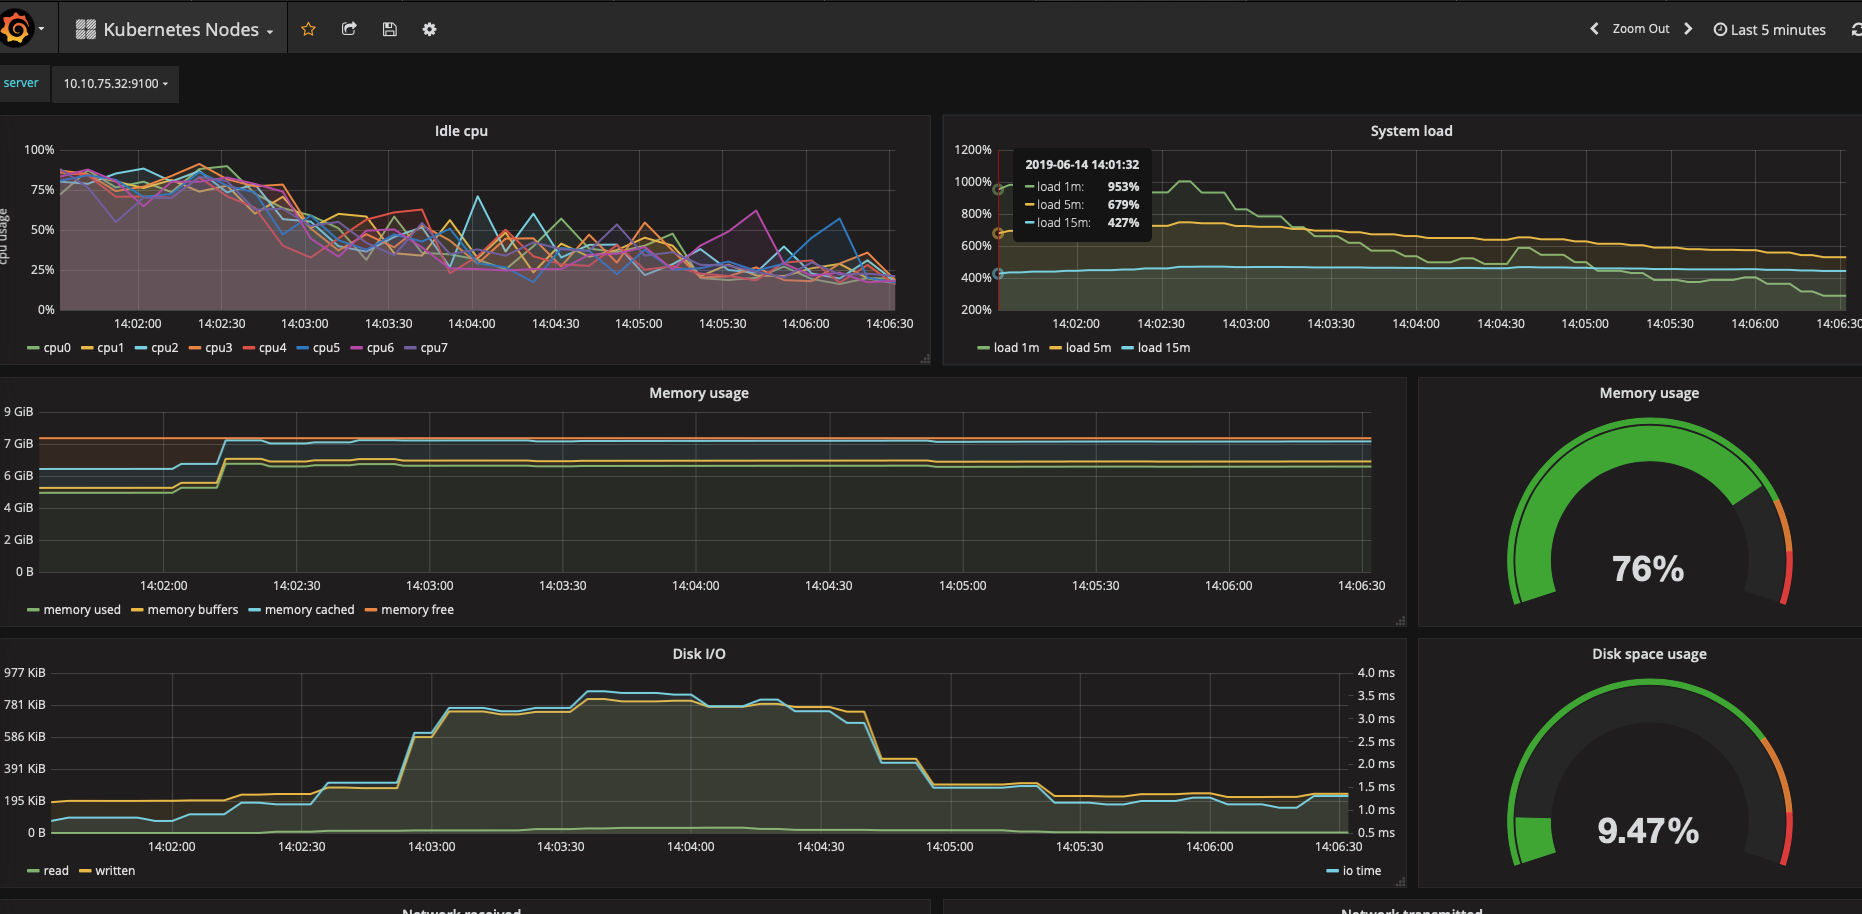 Kubernetes Nodes
Zoom Out
Last 5 minutes
server
10.10.75.32:9100
Idle cpu
cpu usage
100%
75%
50%
25%
0%
14:02:00 14:02:30 14:03:00 14:03:30 14:04:00 14:04:30 14:05:00 14:05:30 14:06:00 14:06:30
cpu0 cpu1 cpu2 cpu3 cpu4 cpu5 cpu6 cpu7
System load
1200%
1000%
800%
600%
400%
200%
2019-06-14 14:01:32
load 1m: 953%
load 5m: 679%
load 15m: 427%
14:02:00 14:02:30 14:03:00 14:03:30 14:04:00 14:04:30 14:05:00 14:05:30 14:06:00 14:06:30
load 1m load 5m load 15m
Memory usage
9 GiB
7 GiB
6 GiB
4 GiB
2 GiB
0 B
14:02:00 14:02:30 14:03:00 14:03:30 14:04:00 14:04:30 14:05:00 14:05:30 14:06:00 14:06:30
memory used memory buffers memory cached memory free
Memory usage
76%
Disk I/O
977 KiB
781 KiB
586 KiB
391 KiB
195 KiB
0 B
4.0 ms
3.5 ms
3.0 ms
2.5 ms
2.0 ms
1.5 ms
1.0 ms
0.5 ms
14:02:00 14:02:30 14:03:00 14:03:30 14:04:00 14:04:30 14:05:00 14:05:30 14:06:00 14:06:30
read written
io time
Disk space usage
9.47%
Network received
Network transmitted